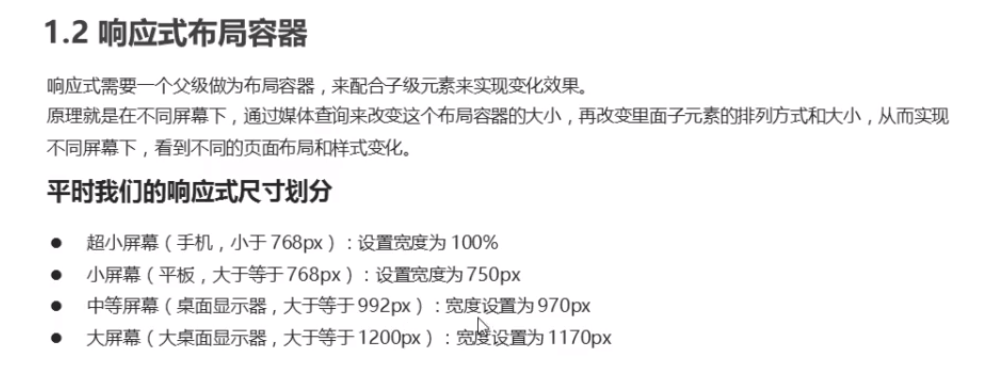 1.2 响应式布局容器
响应式需要一个父级做为布局容器，来配合子级元素来实现变化效果。
原理就是在不同屏幕下，通过媒体查询来改变这个布局容器的大小，再改变里面子元素的排列方式和大小，从而实现
不同屏幕下，看到不同的页面布局和样式变化。
平时我们的响应式尺寸划分
● 超小屏幕（手机，小于 768px）：设置宽度为 100%
● 小屏幕（平板，大于等于 768px）：设置宽度为 750px
● 中等屏幕（桌面显示器，大于等于 992px）：宽度设置为 970px
● 大屏幕（大桌面显示器，大于等于 1200px）：宽度设置为 1170px